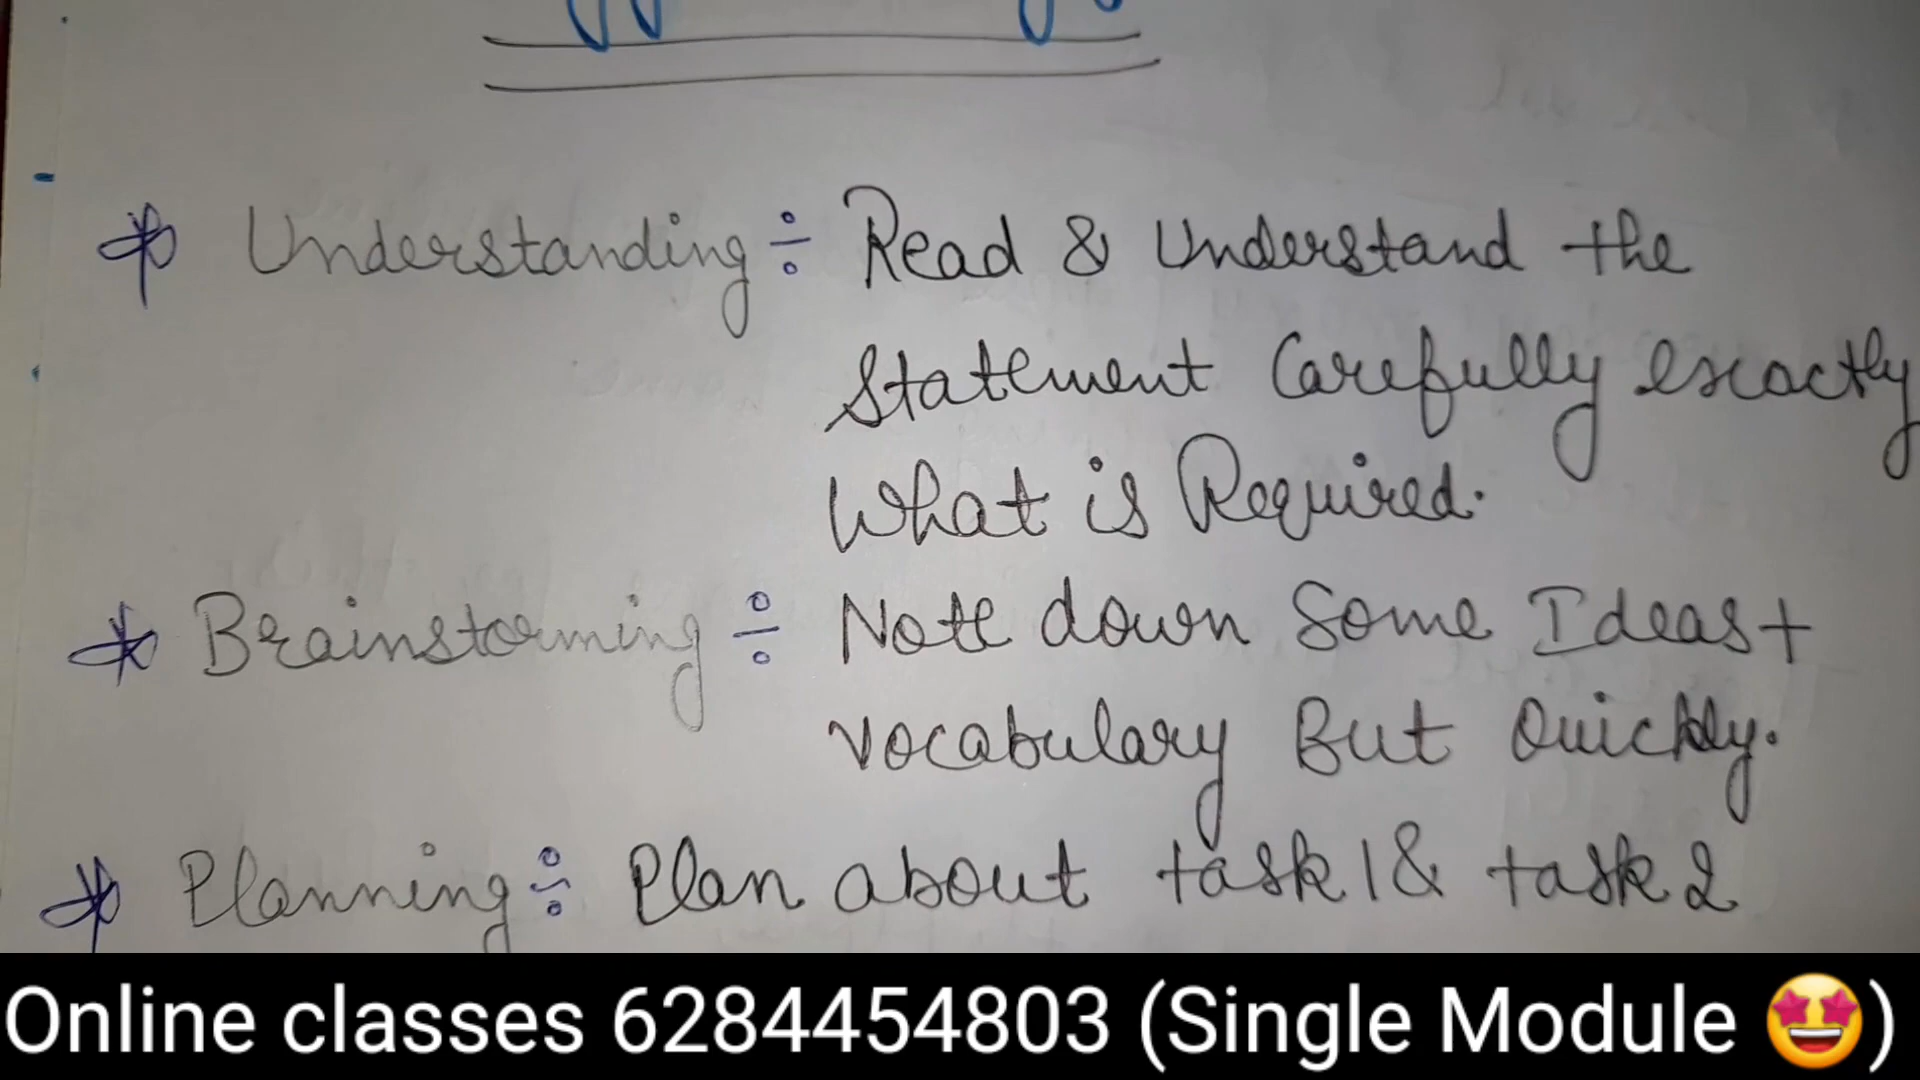 * Understanding ÷ Read & Understand the
Statement Carefully exactly
What is Required.
* Brainstorming ÷ Note down Some Ideas +
Vocabulary But Quickly.
* Planning ÷ Plan about task 1 & task 2
Online classes 6284454803 (Single Module 🤩)